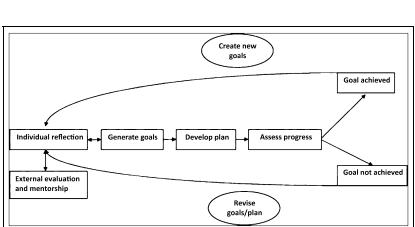 Create new
goals
Goal achieved
Individual reflection
Generate goals
Develop plan
Assess progress
External evaluation
and mentorship
Goal not achieved
Revise
goals/plan